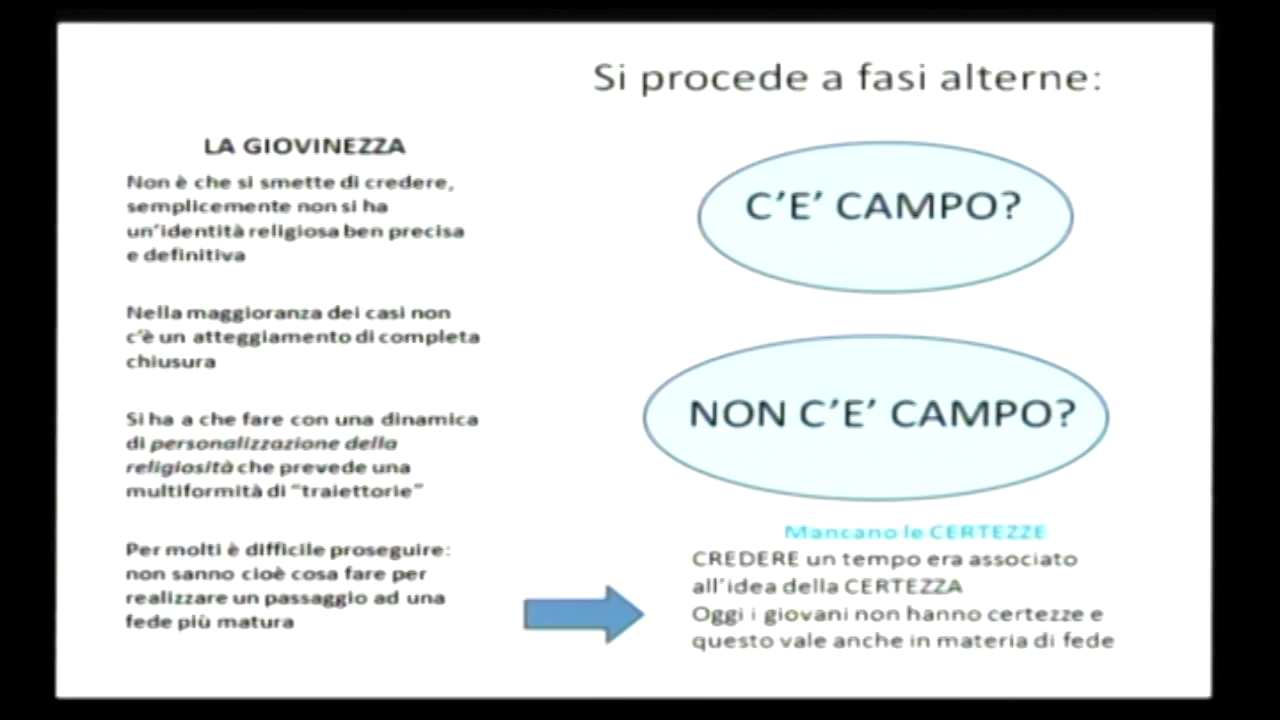 Si procede a fasi alterne:
LA GIOVINEZZA
Non è che si smette di credere,
semplicemente non si ha
un'identità religiosa ben precisa
e definitiva
Nella maggioranza dei casi non
c'è un atteggiamento di completa
chiusura
Si ha a che fare con una dinamica
di personalizzazione della
religiosità che prevede una
multiformità di "traiettorie"
Per molti è difficile proseguire:
non sanno cioè cosa fare per
realizzare un passaggio ad una
fede più matura
C'E' CAMPO?
NON C'E' CAMPO?
Mancano le CERTEZZE
CREDERE un tempo era associato
all'idea della CERTEZZA
Oggi i giovani non hanno certezze e
questo vale anche in materia di fede